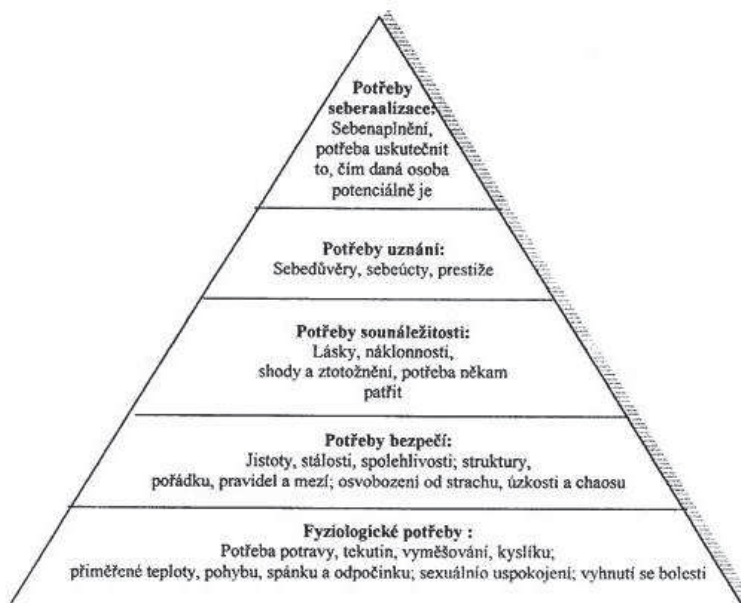 Potřeby
seberaalizace:
Sebenaplnění,
potřeba uskutečnit
to, čím daná osoba
potenciálně je
Potřeby uznání:
Sebedůvěry, sebeúcty, prestiže
Potřeby sounáležitosti:
Lásky, náklonnosti,
shody a ztotožnění, potřeba někam
patřit
Potřeby bezpečí:
Jistoty, stálosti, spolehlivosti; struktury,
pořádku, pravidel a mezí; osvobození od strachu, úzkosti a chaosu
Fyziologické potřeby :
Potřeba potravy, tekutin, vyměšování, kyslíku;
přiměřené teploty, pohybu, spánku a odpočinku; sexuálnío uspokojení; vyhnutí se bolesti